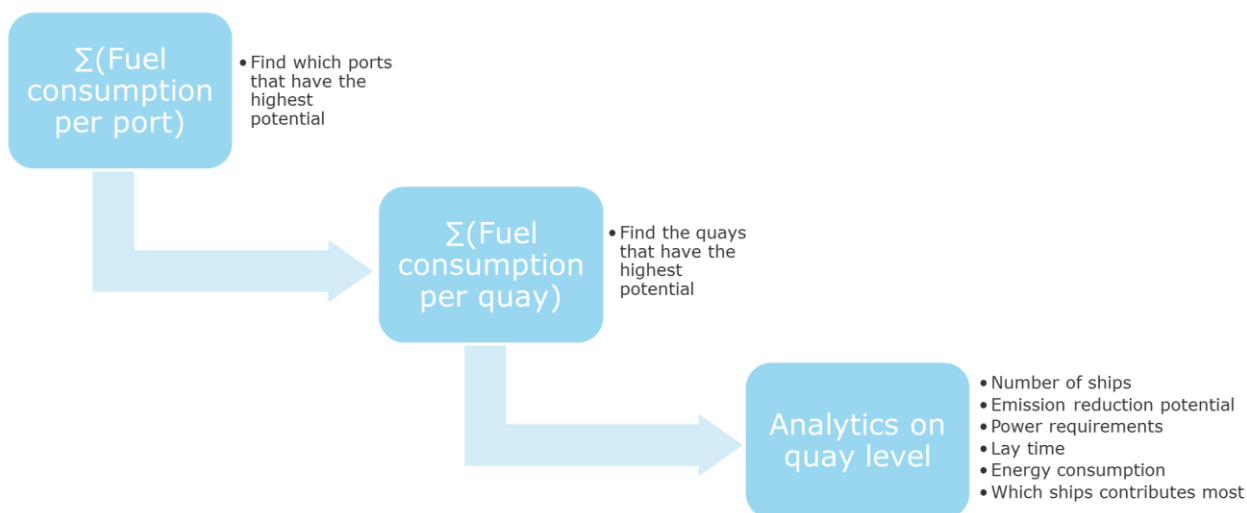 ∑(Fuel
consumption
per port)
• Find which ports
that have the
highest
potential
∑(Fuel
consumption
per quay)
• Find the quays
that have the
highest
potential
Analytics on
quay level
• Number of ships
• Emission reduction potential
• Power requirements
• Lay time
• Energy consumption
• Which ships contributes most